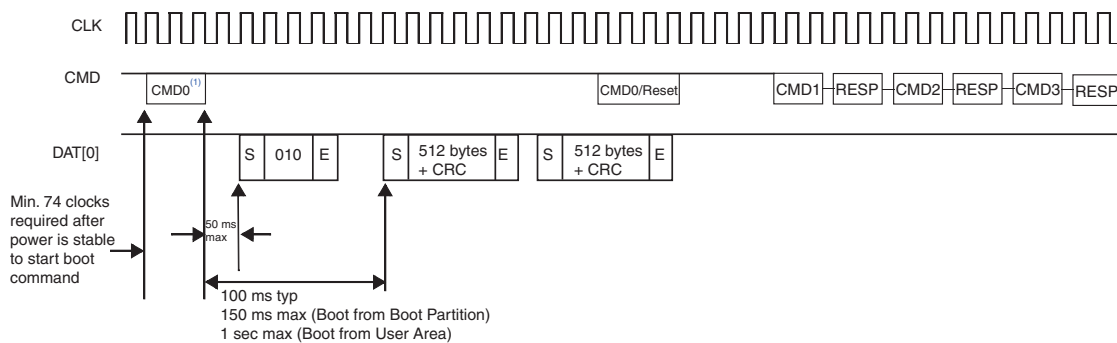 CLK
CMD
CMD0(1)
CMD0/Reset
CMD1
RESP
CMD2
RESP
CMD3
RESP
DAT[0]
S
010
E
S
512 bytes
+ CRC
E
S
512 bytes
+ CRC
E
Min. 74 clocks
required after
power is stable
to start boot
command
50 ms
max
100 ms typ
150 ms max (Boot from Boot Partition)
1 sec max (Boot from User Area)